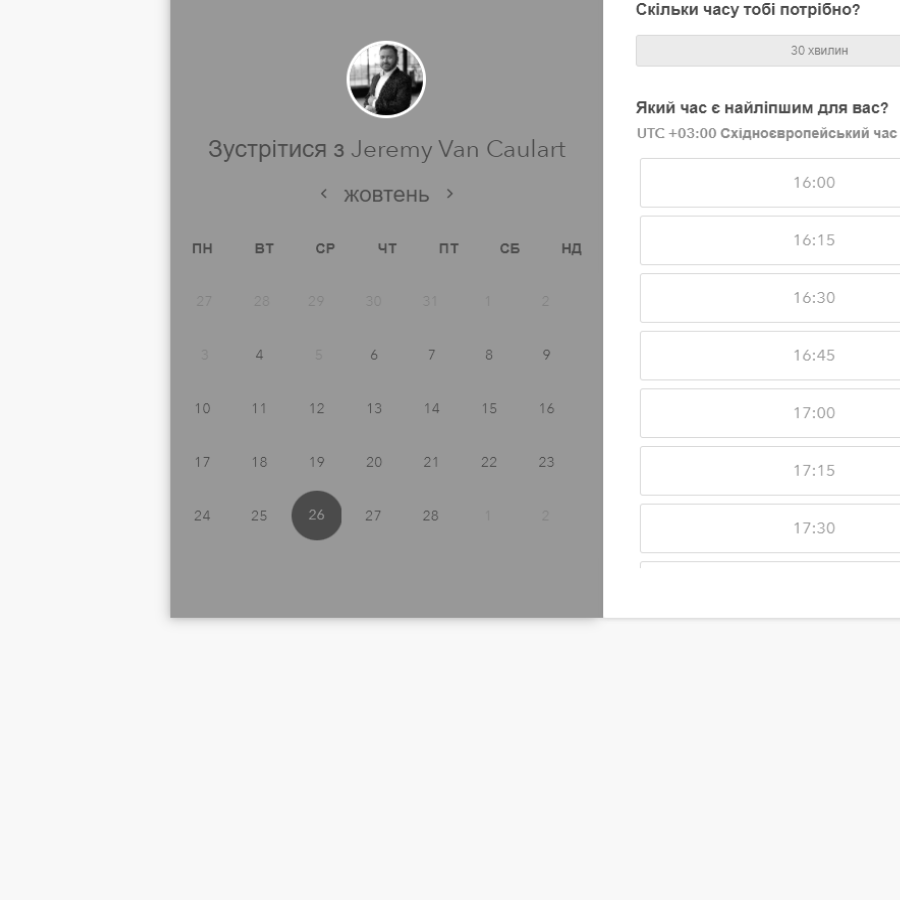 Зустрітися з Jeremy Van Caulart
‹ жовтень ›
ПН ВТ СР ЧТ ПТ СБ НД
27 28 29 30 31 1 2
3 4 5 6 7 8 9
10 11 12 13 14 15 16
17 18 19 20 21 22 23
24 25 26 27 28 1 2
Скільки часу тобі потрібно?
30 хвилин
Який час є найліпшим для вас?
UTC +03:00 Східноєвропейський час
16:00
16:15
16:30
16:45
17:00
17:15
17:30